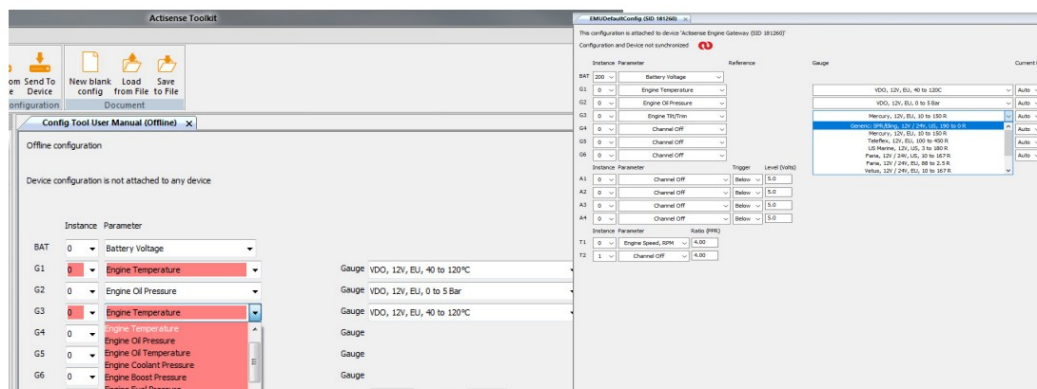 Actisense Toolkit
om Send To New blank Load Save
e Device config from File to File
onfiguration Document
Config Tool User Manual (Offline) x
Offline configuration
Device configuration is not attached to any device
Instance Parameter
BAT 0 Battery Voltage
G1 0 Engine Temperature Gauge VDO, 12V, EU, 40 to 120°C
G2 0 Engine Oil Pressure Gauge VDO, 12V, EU, 0 to 5 Bar
G3 0 Engine Temperature Gauge VDO, 12V, EU, 40 to 120°C
Engine Temperature
G4 0 Engine Oil Pressure Gauge
Engine Oil Temperature
G5 0 Engine Coolant Pressure Gauge
Engine Boost Pressure
G6 0 Engine Fuel Pressure Gauge
EMUDefaultConfig (SID 181260) x
This configuration is attached to device 'Actisense Engine Gateway (SID 181260)'
Configuration and Device not synchronized
Instance Parameter Reference Gauge Current
BAT 200 Battery Voltage
G1 0 Engine Temperature VDO, 12V, EU, 40 to 120C Auto
G2 0 Engine Oil Pressure VDO, 12V, EU, 0 to 5 Bar Auto
G3 0 Engine Tilt/Trim Mercury, 12V, EU, 10 to 150 R Auto
G4 0 Channel Off Generic SPR/Bing, 12V / 24V, US, 190 to 0 R Auto
Mercury, 12V, EU, 10 to 150 R
G5 0 Channel Off Teleflex, 12V, EU, 100 to 450 R Auto
US Marine, 12V, US, 3 to 180 R
G6 0 Channel Off Faria, 12V / 24V, US, 10 to 167 R Auto
Faria, 12V / 24V, EU, 88 to 2.5 R
Vetus, 12V / 24V, EU, 10 to 167 R
Instance Parameter Trigger Level (Volts)
A1 0 Channel Off Below 5.0
A2 0 Channel Off Below 5.0
A3 0 Channel Off Below 5.0
A4 0 Channel Off Below 5.0
Instance Parameter Ratio (PPR)
T1 0 Engine Speed, RPM 4.00
T2 1 Channel Off 4.00